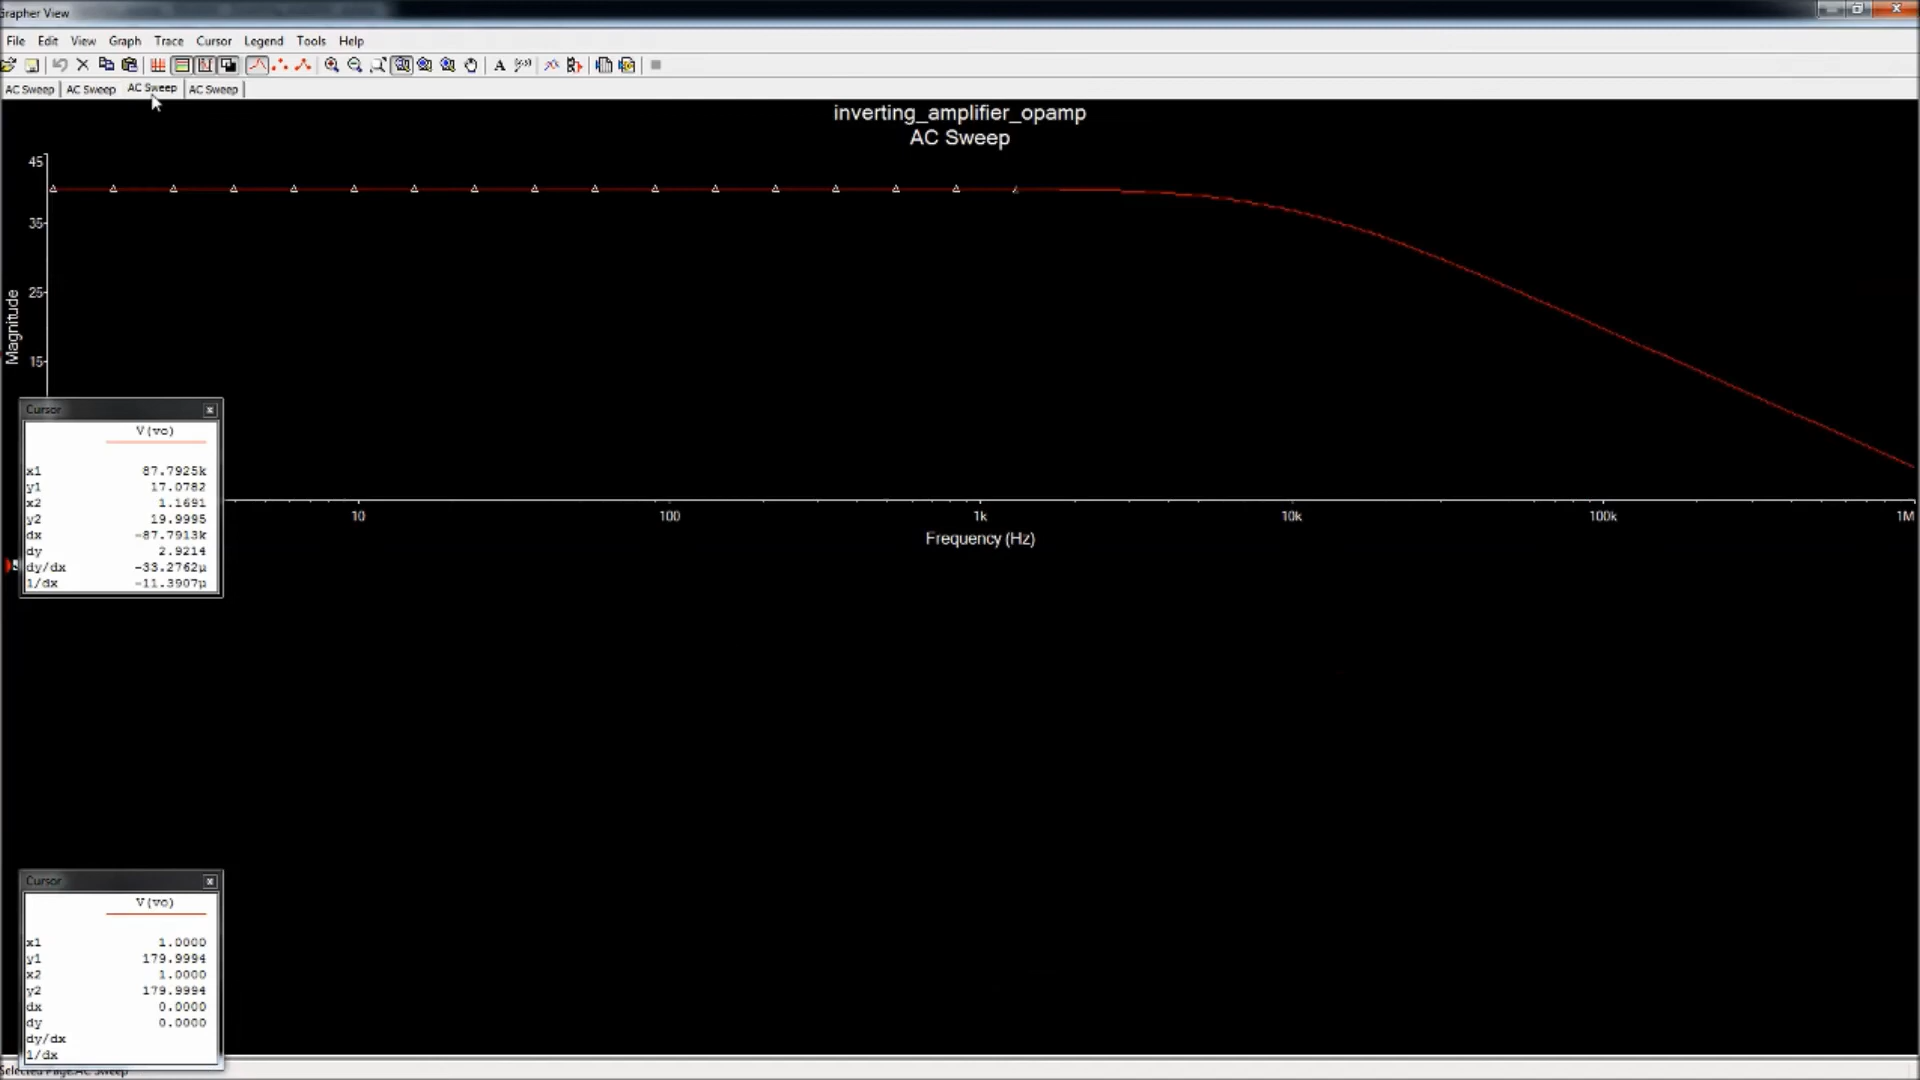 Grapher View
File Edit View Graph Trace Cursor Legend Tools Help
AC Sweep AC Sweep AC Sweep AC Sweep
inverting_amplifier_opamp
AC Sweep
45
35
25
15
Magnitude
10 100 1k 10k 100k 1M
Frequency (Hz)
Cursor
V(vo)
x1 87.7925k
y1 17.0782
x2 1.1691
y2 19.9995
dx -87.7913k
dy 2.9214
dy/dx -33.2762µ
1/dx -11.3907µ
Cursor
V(vo)
x1 1.0000
y1 179.9994
x2 1.0000
y2 179.9994
dx 0.0000
dy 0.0000
dy/dx
1/dx
Selected Page:AC Sweep